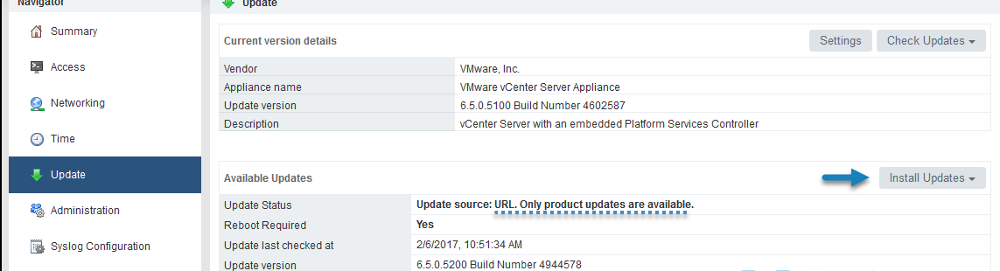 Navigator
Update
Summary
Access
Networking
Time
Update
Administration
Syslog Configuration
Current version details
Settings
Check Updates
Vendor VMware, Inc.
Appliance name VMware vCenter Server Appliance
Update version 6.5.0.5100 Build Number 4602587
Description vCenter Server with an embedded Platform Services Controller
Available Updates
Install Updates
Update Status Update source: URL. Only product updates are available.
Reboot Required Yes
Update last checked at 2/6/2017, 10:51:34 AM
Update version 6.5.0.5200 Build Number 4944578